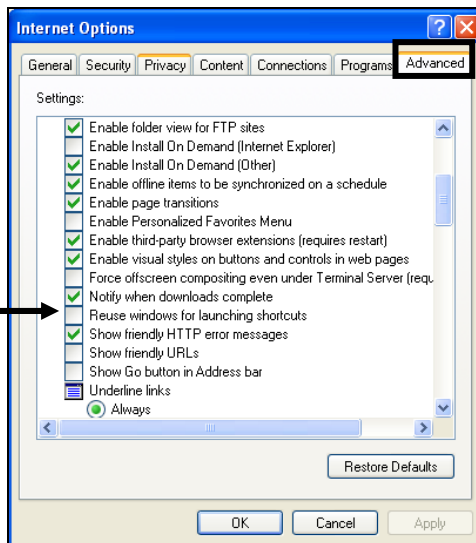 Internet Options
General Security Privacy Content Connections Programs Advanced
Settings:
Enable folder view for FTP sites
Enable Install On Demand (Internet Explorer)
Enable Install On Demand (Other)
Enable offline items to be synchronized on a schedule
Enable page transitions
Enable Personalized Favorites Menu
Enable third-party browser extensions (requires restart)
Enable visual styles on buttons and controls in web pages
Force offscreen compositing even under Terminal Server (requ
Notify when downloads complete
Reuse windows for launching shortcuts
Show friendly HTTP error messages
Show friendly URLs
Show Go button in Address bar
Underline links
Always
Restore Defaults
OK Cancel Apply